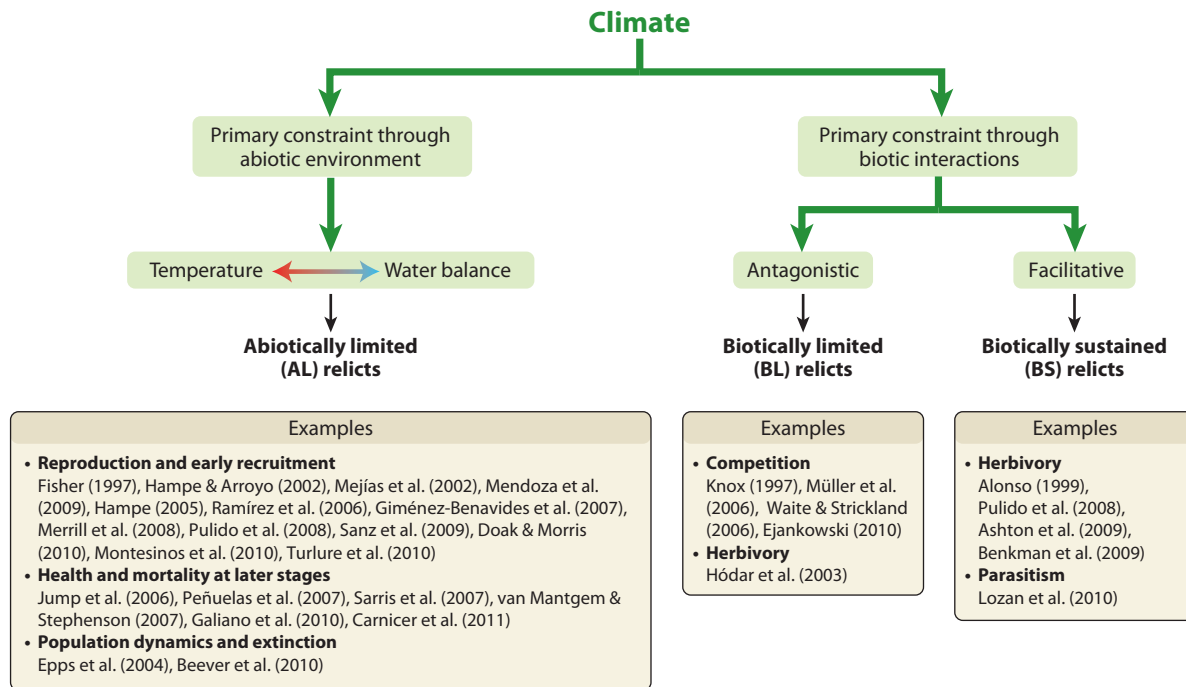 Climate
Primary constraint through
abiotic environment
Primary constraint through
biotic interactions
Temperature
Water balance
Antagonistic
Facilitative
Abiotically limited
(AL) relicts
Biotically limited
(BL) relicts
Biotically sustained
(BS) relicts
Examples
• Reproduction and early recruitment
Fisher (1997), Hampe & Arroyo (2002), Mejías et al. (2002), Mendoza et al.
(2009), Hampe (2005), Ramírez et al. (2006), Giménez-Benavides et al. (2007),
Merrill et al. (2008), Pulido et al. (2008), Sanz et al. (2009), Doak & Morris
(2010), Montesinos et al. (2010), Turlure et al. (2010)
• Health and mortality at later stages
Jump et al. (2006), Peñuelas et al. (2007), Sarris et al. (2007), van Mantgem &
Stephenson (2007), Galiano et al. (2010), Carnicer et al. (2011)
• Population dynamics and extinction
Epps et al. (2004), Beever et al. (2010)
Examples
• Competition
Knox (1997), Müller et al.
(2006), Waite & Strickland
(2006), Ejankowski (2010)
• Herbivory
Hódar et al. (2003)
Examples
• Herbivory
Alonso (1999),
Pulido et al. (2008),
Ashton et al. (2009),
Benkman et al. (2009)
• Parasitism
Lozan et al. (2010)